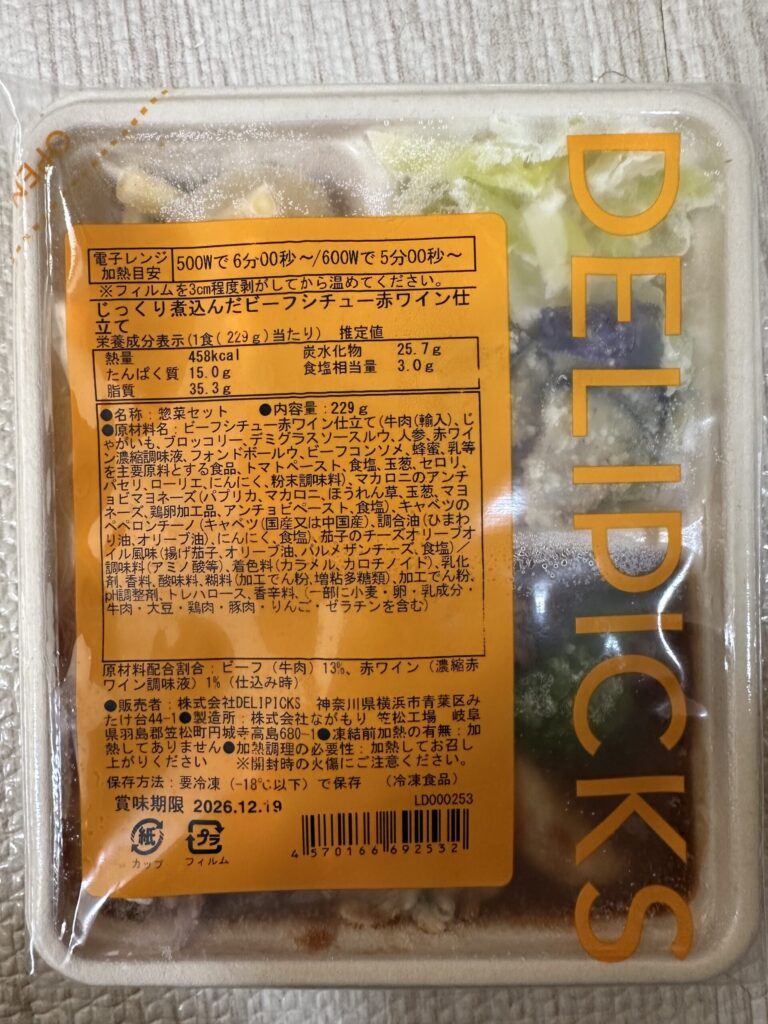 OPEN
DELIPICKS
電子レンジ
加熱目安
500Wで 6分00秒～/600Wで 5分00秒～
※フィルムを3cm程度剥がしてから温めてください。
じっくり煮込んだビーフシチュー赤ワイン仕
立て
栄養成分表示(1食( 229g)当たり) 推定値
熱量 458kcal 炭水化物 25.7g
たんぱく質 15.0g 食塩相当量 3.0g
脂質 35.3g
●名称：惣菜セット ●内容量：229g
●原材料名：ビーフシチュー赤ワイン仕立て(牛肉(輸入)、じ
ゃがいも、ブロッコリー、デミグラスソースルウ、人参、赤ワイ
ン濃縮調味液、フォンドボールウ、ビーフコンソメ、蜂蜜、乳等
を主要原料とする食品、トマトペースト、食塩、玉葱、セロリ、
パセリ、ローリエ、にんにく、粉末調味料)、マカロニのアンチ
ョビマヨネーズ(パプリカ、マカロニ、ほうれん草、玉葱、マヨ
ネーズ、鶏卵加工品、アンチョビペースト、食塩)、キャベツの
ペペロンチーノ(キャベツ(国産又は中国産)、調合油(ひまわ
り油、オリーブ油)、にんにく、食塩)、茄子のチーズオリーブオ
イル風味(揚げ茄子、オリーブ油、パルメザンチーズ、食塩)／
調味料(アミノ酸等)、着色料(カラメル、カロチノイド)、乳化
剤、香料、酸味料、糊料(加工でん粉、増粘多糖類)、加工でん粉、
pH調整剤、トレハロース、香辛料、(一部に小麦・卵・乳成分・
牛肉・大豆・鶏肉・豚肉・りんご・ゼラチンを含む)
原材料配合割合：ビーフ（牛肉）13%、赤ワイン（濃縮赤
ワイン調味液）1%（仕込み時）
●販売者：株式会社DELIPICKS 神奈川県横浜市青葉区み
たけ台44-1●製造所：株式会社ながもり 笠松工場 岐阜
県羽島郡笠松町円城寺高島680-1●凍結前加熱の有無：加
熱してありません●加熱調理の必要性：加熱してお召し
上がりください ※開封時の火傷にご注意ください。
保存方法：要冷凍（-18℃以下）で保存 （冷凍食品）
賞味期限 2026.12.19
LD000253
紙
カップ
プラ
フィルム
4 570166 692532